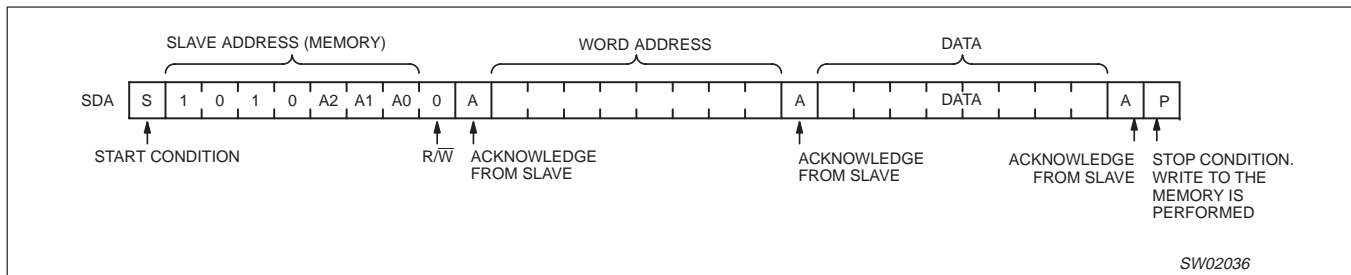 SLAVE ADDRESS (MEMORY) WORD ADDRESS DATA
SDA S 1 0 1 0 A2 A1 A0 0 A A DATA A P
START CONDITION R/W̅ ACKNOWLEDGE FROM SLAVE ACKNOWLEDGE FROM SLAVE ACKNOWLEDGE FROM SLAVE STOP CONDITION. WRITE TO THE MEMORY IS PERFORMED
SW02036